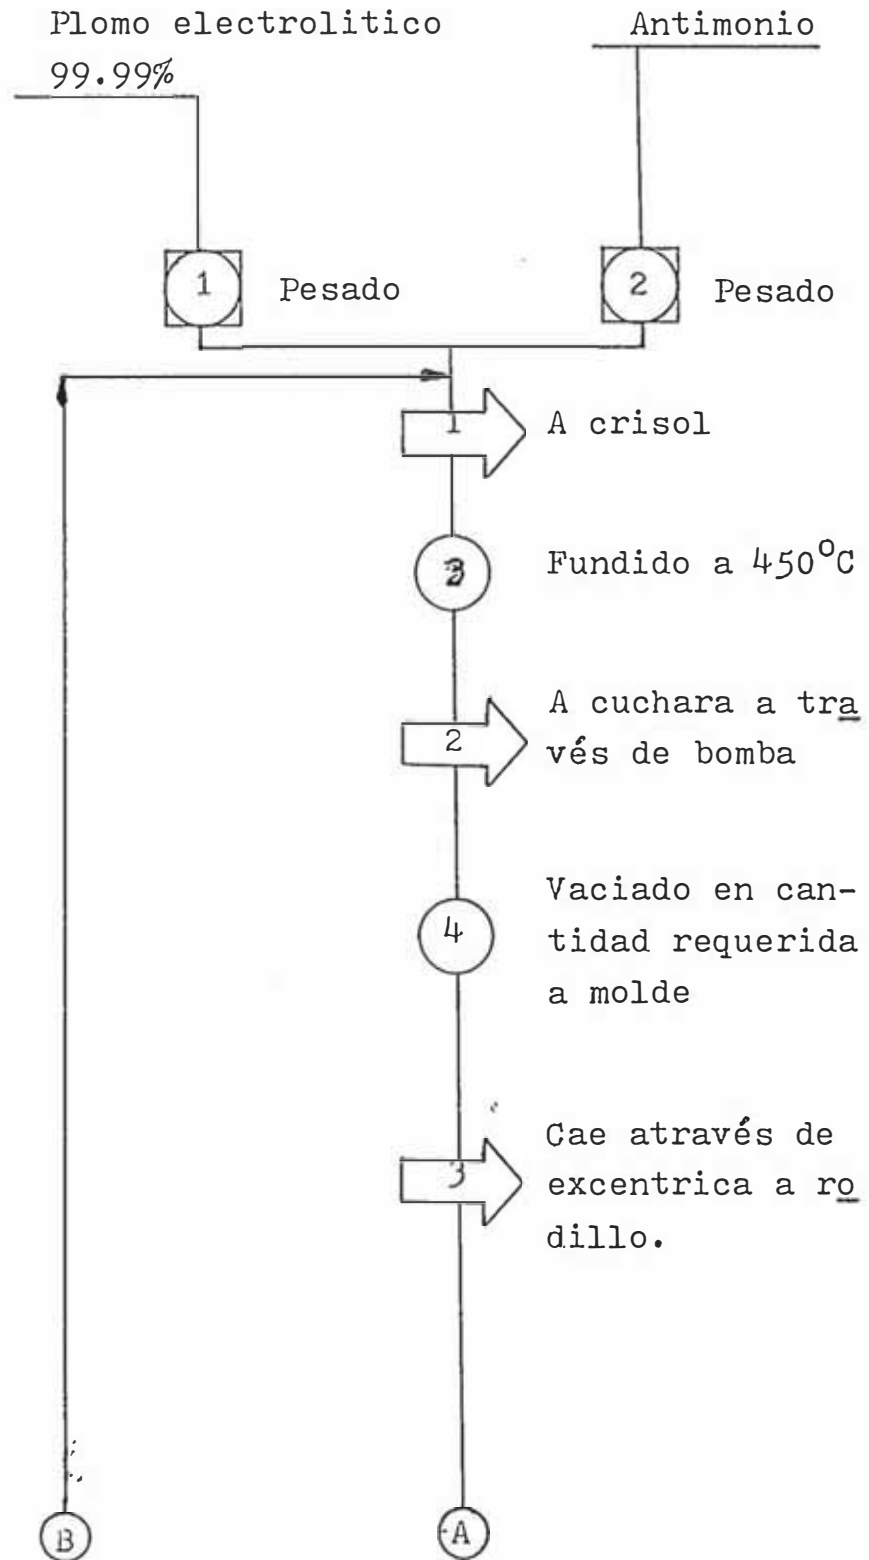 Plomo electrolitico
99.99%
Antimonio
1
Pesado
2
Pesado
1
A crisol
3
Fundido a 450°C
2
A cuchara a tra
vés de bomba
4
Vaciado en can-
tidad requerida
a molde
3
Cae através de
excentrica a ro
dillo.
B
A